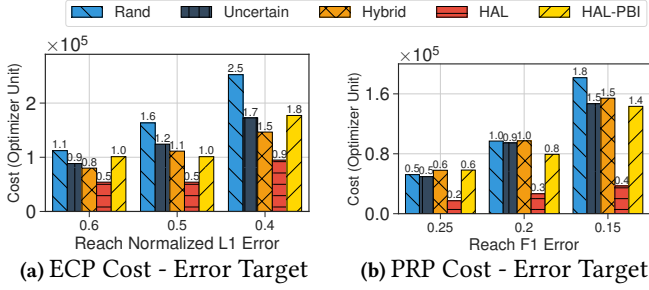 Rand Uncertain Hybrid HAL HAL-PBI
×10⁵
Cost (Optimizer Unit)
2
1
0
1.1 0.9 0.8 0.5 1.0
1.6 1.2 1.1 0.5 1.0
2.5 1.7 1.5 0.9 1.8
0.6 0.5 0.4
Reach Normalized L1 Error
(a) ECP Cost - Error Target
×10⁵
Cost (Optimizer Unit)
1.6
0.8
0.0
0.5 0.5 0.6 0.2 0.6
1.0 0.9 1.0 0.3 0.8
1.8 1.5 1.5 0.4 1.4
0.25 0.2 0.15
Reach F1 Error
(b) PRP Cost - Error Target